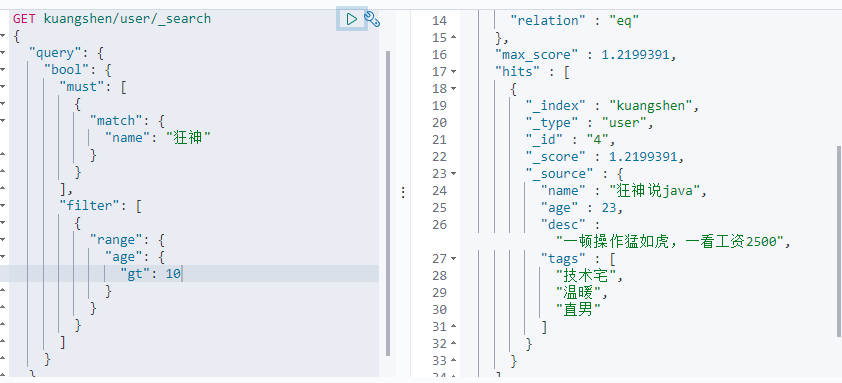 GET kuangshen/user/_search
{
"query": {
"bool": {
"must": [
{
"match": {
"name": "狂神"
}
}
],
"filter": [
{
"range": {
"age": {
"gt": 10
}
}
}
]
}
}
14 "relation" : "eq"
15 },
16 "max_score" : 1.2199391,
17 "hits" : [
18 {
19 "_index" : "kuangshen",
20 "_type" : "user",
21 "_id" : "4",
22 "_score" : 1.2199391,
23 "_source" : {
24 "name" : "狂神说java",
25 "age" : 23,
26 "desc" :
"一顿操作猛如虎，一看工资2500",
27 "tags" : [
28 "技术宅",
29 "温暖",
30 "直男"
31 ]
32 }
33 }
34 ]